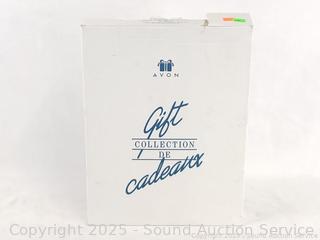 AVON
Gift
COLLECTION
DE
cadeaux
Copyright 2025 - Sound Auction Service